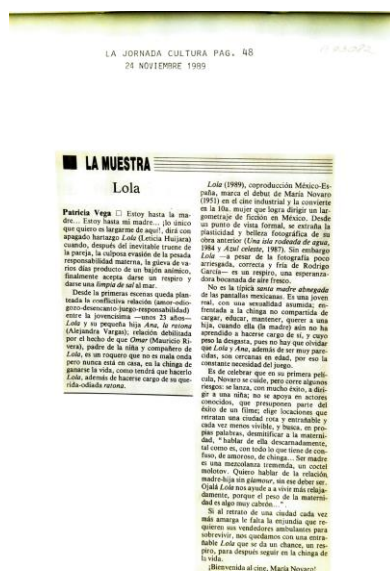 LA JORNADA CULTURA PAG. 48
24 NOVIEMBRE 1989
LA MUESTRA
Lola
Patricia Vega □ Estoy hasta la ma-
dre... Estoy hasta mi madre... ¡lo único
que quiero es largarme de aquí!, dirá con
apagado hartazgo Lola (Leticia Huijara)
cuando, después del inevitable truene de
la pareja, la culposa evasión de la pesada
responsabilidad materna, la güeva de va-
rios días producto de un bajón anímico,
finalmente acepta darse un respiro y
darse una limpia de sal al mar.
Desde la primeras escenas queda plan-
teada la conflictiva relación (amor-odio-
gozo-desencanto-juego-responsabilidad)
entre la jovencísima —unos 23 años—
Lola y su pequeña hija Ana, la ratona
(Alejandra Vargas); relación debilitada
por el hecho de que Omar (Mauricio Ri-
vera), padre de la niña y compañero de
Lola, es un roquero que no es mala onda
pero nunca está en casa, en la chinga de
ganarse la vida, como tendrá que hacerlo
Lola, además de hacerse cargo de su que-
rida-odiada ratona.
Lola (1989), coproducción México-Es-
paña, marca el debut de María Novaro
(1951) en el cine industrial y la convierte
en la 10a. mujer que logra dirigir un lar-
gometraje de ficción en México. Desde
un punto de vista formal, se extraña la
plasticidad y belleza fotográfica de su
obra anterior (Una isla rodeada de agua,
1984 y Azul celeste, 1987). Sin embargo
Lola —a pesar de la fotografía poco
arriesgada, correcta y fría de Rodrigo
García— es un respiro, una esperanza-
dora bocanada de aire fresco.
No es la típica santa madre abnegada
de las pantallas mexicanas. Es una joven
real, con una sexualidad asumida; en-
frentada a la chinga no compartida de
cargar, educar, mantener, querer a una
hija, cuando ella (la madre) aún no ha
aprendido a hacerse cargo de sí, y cuyo
peso la desgasta, pues no hay que olvidar
que Lola y Ana, además de ser muy pare-
cidas, son cercanas en edad, por eso la
constante necesidad del juego.
Es de celebrar que en su primera pelí-
cula, Novaro se cuide, pero corre algunos
riesgos: se lanza, con mucho éxito, a diri-
gir a una niña; no se apoya en actores
conocidos, que presuponen parte del
éxito de un filme; elige locaciones que
retratan una ciudad rota y entrañable y
cada vez menos visible, y busca, en pro-
pias palabras, desmitificar a la materni-
dad, "hablar de ella descarnadamente,
tal como es, con todo lo que tiene de con-
fuso, de amoroso, de chinga... Ser madre
es una mezcolanza tremenda, un coctel
molotov. Quiero hablar de la relación
madre-hija sin glamour, sin ese deber ser.
Ojalá Lola nos ayude a a vivir más relaja-
damente, porque el peso de la materni-
dad es algo muy cabrón..."
Si al retrato de una ciudad cada vez
más amarga le falta la enjundia que re-
quieren sus vendedores ambulantes para
sobrevivir, nos quedamos con una entra-
ñable Lola que se da un chance, un res-
piro, para después seguir en la chinga de
la vida.
¡Bienvenida al cine, María Novaro!